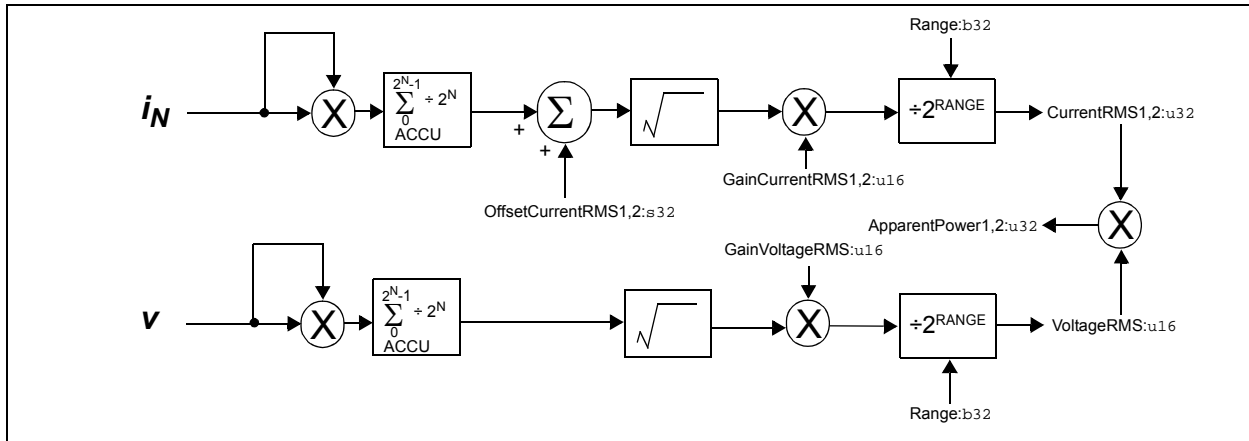 Range:b32
i_N
X
2^N-1
∑ ÷ 2^N
0
ACCU
+
+
Σ
√
X
÷2^RANGE
CurrentRMS1,2:u32
GainCurrentRMS1,2:u16
OffsetCurrentRMS1,2:s32
ApparentPower1,2:u32
X
GainVoltageRMS:u16
v
X
2^N-1
∑ ÷ 2^N
0
ACCU
√
X
÷2^RANGE
VoltageRMS:u16
Range:b32